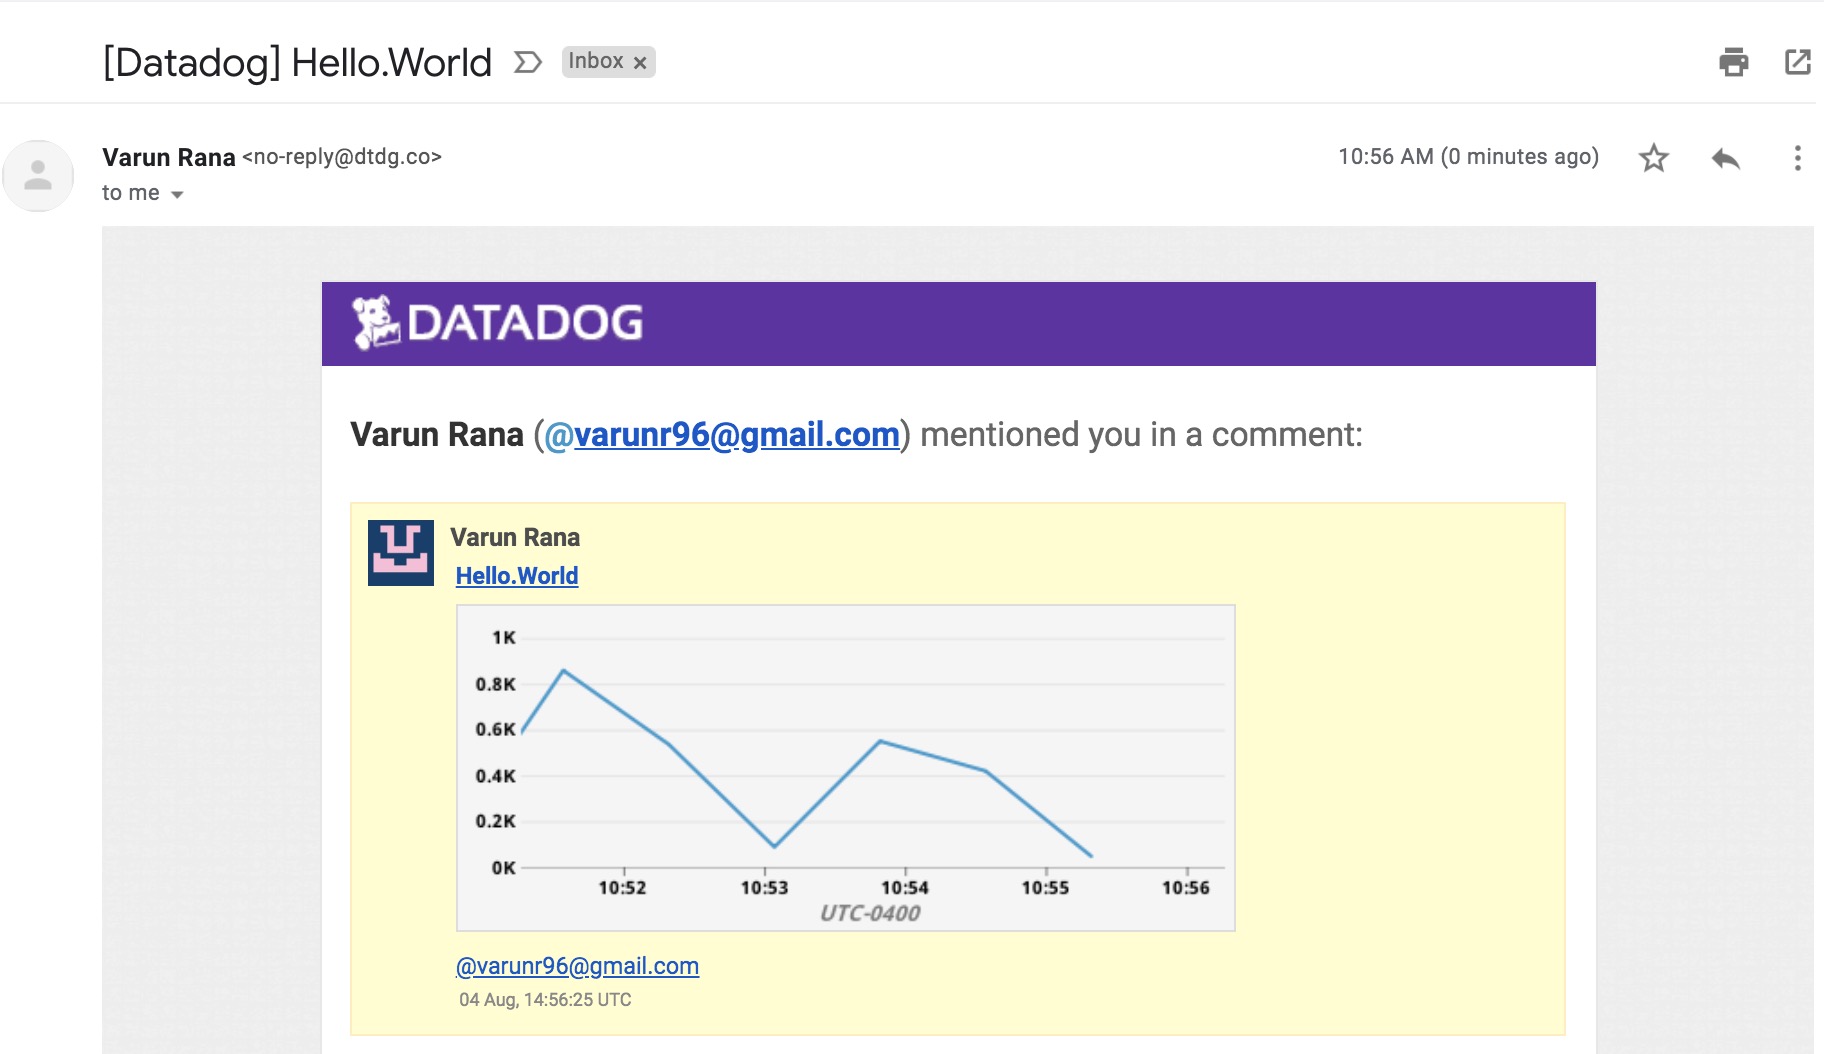 [Datadog] Hello.World Inbox x
Varun Rana <no-reply@dtdg.co> 10:56 AM (0 minutes ago)
to me
DATADOG
Varun Rana (@varunr96@gmail.com) mentioned you in a comment:
Varun Rana
Hello.World
1K
0.8K
0.6K
0.4K
0.2K
0K
10:52 10:53 10:54 10:55 10:56
UTC-0400
@varunr96@gmail.com
04 Aug, 14:56:25 UTC